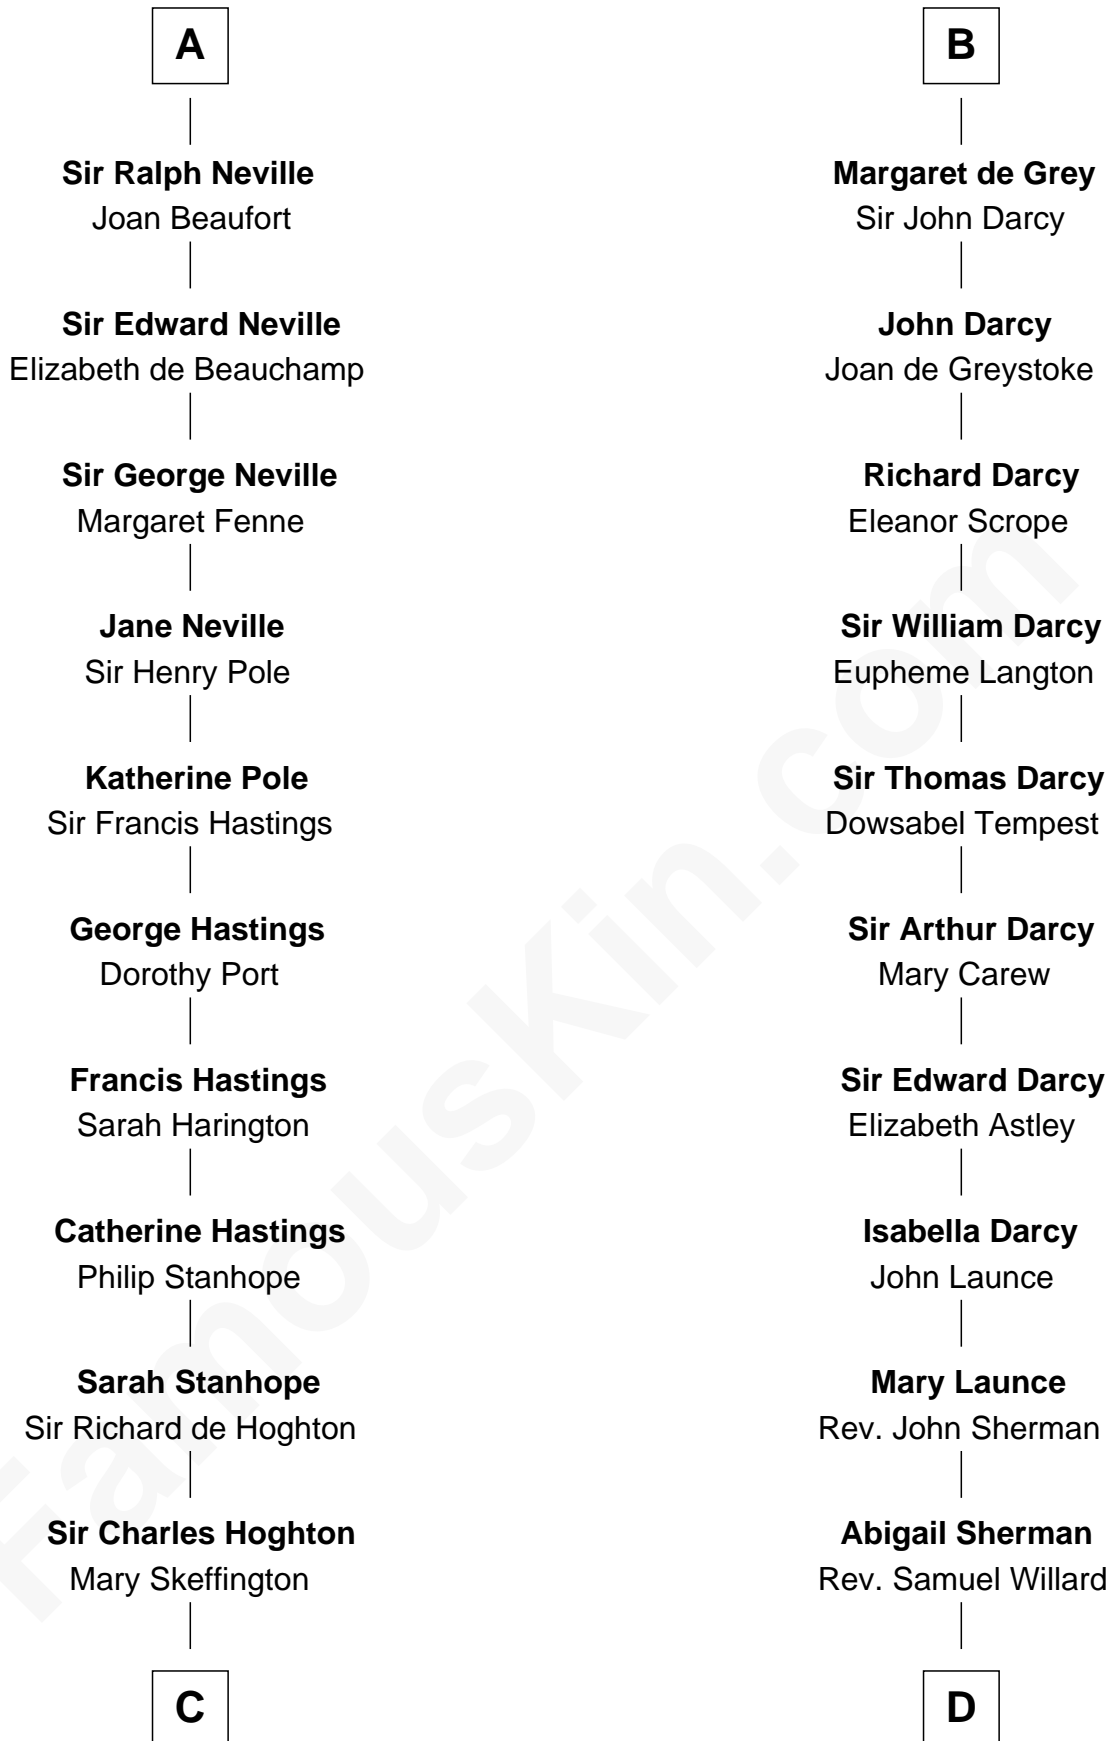 A
Sir Ralph Neville
Joan Beaufort
Sir Edward Neville
Elizabeth de Beauchamp
Sir George Neville
Margaret Fenne
Jane Neville
Sir Henry Pole
Katherine Pole
Sir Francis Hastings
George Hastings
Dorothy Port
Francis Hastings
Sarah Harington
Catherine Hastings
Philip Stanhope
Sarah Stanhope
Sir Richard de Hoghton
Sir Charles Hoghton
Mary Skeffington
C
B
Margaret de Grey
Sir John Darcy
John Darcy
Joan de Greystoke
Richard Darcy
Eleanor Scrope
Sir William Darcy
Eupheme Langton
Sir Thomas Darcy
Dowsabel Tempest
Sir Arthur Darcy
Mary Carew
Sir Edward Darcy
Elizabeth Astley
Isabella Darcy
John Launce
Mary Launce
Rev. John Sherman
Abigail Sherman
Rev. Samuel Willard
D
FamousKin.com